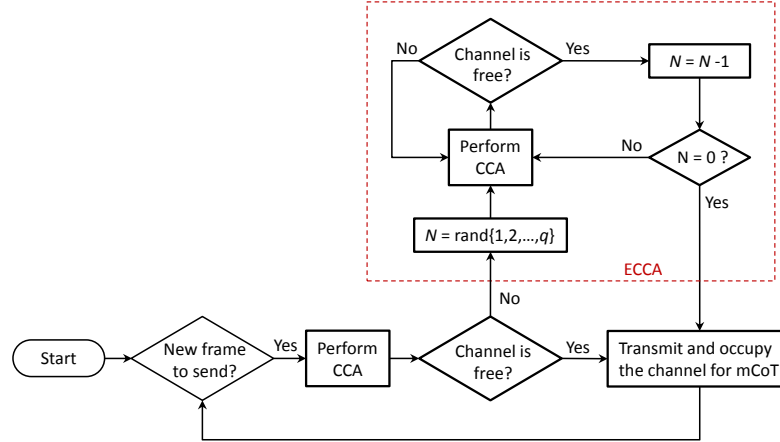 No
Channel is
free?
Yes
N = N -1
Perform
CCA
No
N = 0 ?
Yes
N = rand{1,2,...,q}
ECCA
No
Start
New frame
to send?
Yes
Perform
CCA
Channel is
free?
Yes
Transmit and occupy
the channel for mCoT